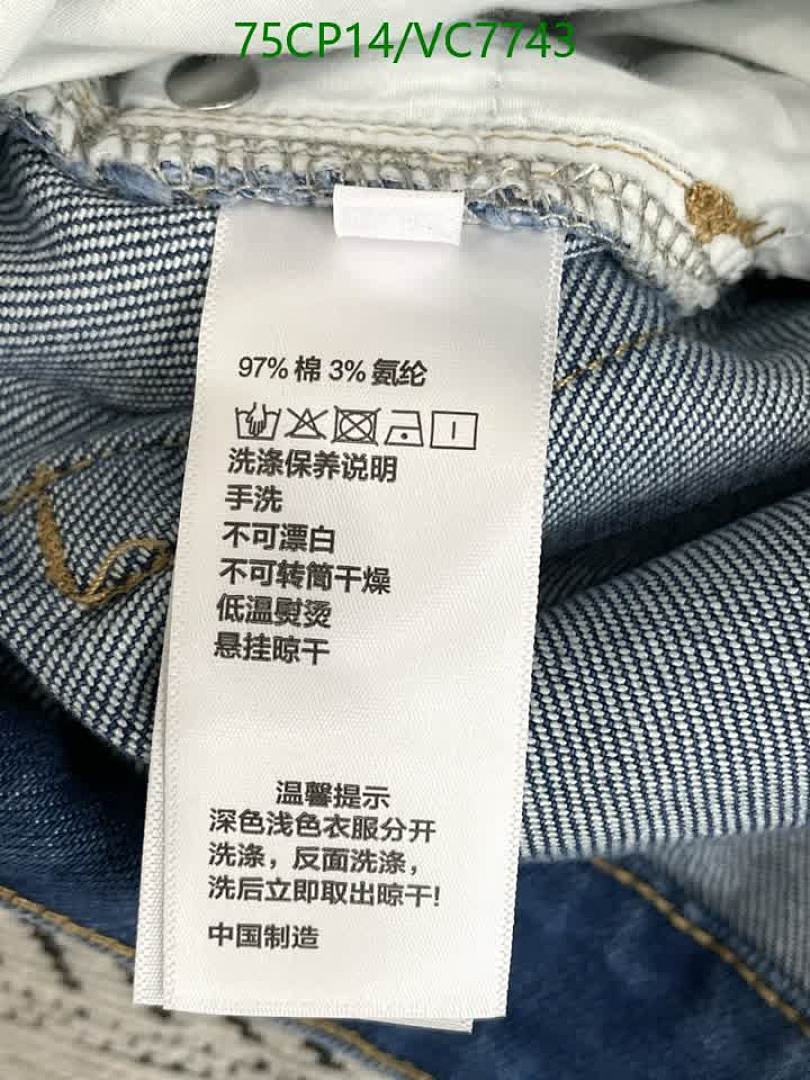 75CP14/VC7743
97% 棉 3% 氨纶
洗涤保养说明
手洗
不可漂白
不可转筒干燥
低温熨烫
悬挂晾干
温馨提示
深色浅色衣服分开
洗涤，反面洗涤，
洗后立即取出晾干!
中国制造